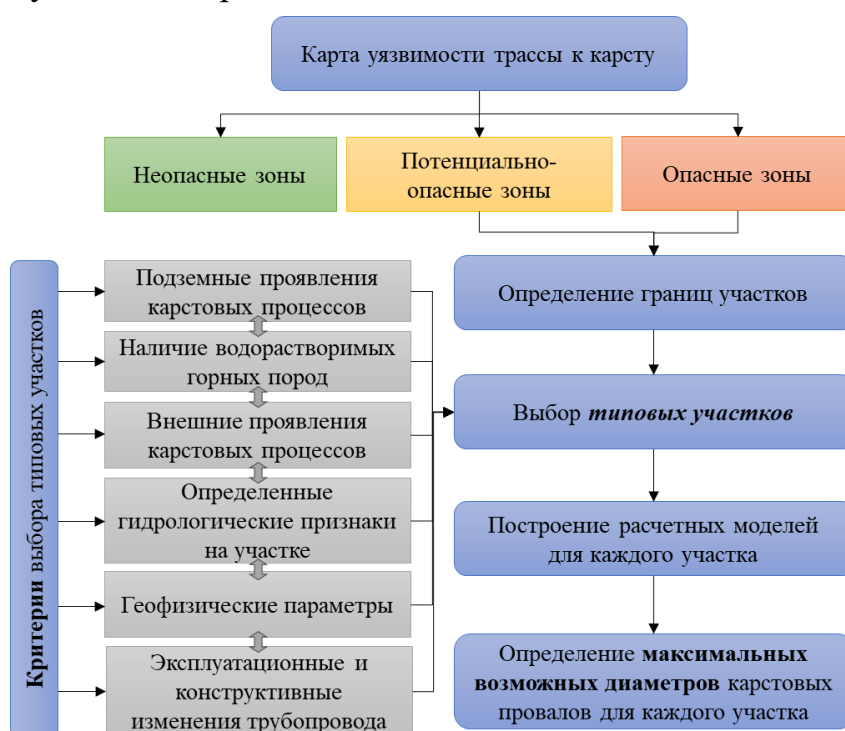 Карта уязвимости трассы к карсту
Неопасные зоны
Потенциально-
опасные зоны
Опасные зоны
Критерии выбора типовых участков
Подземные проявления
карстовых процессов
Наличие водорастворимых
горных пород
Внешние проявления
карстовых процессов
Определенные
гидрологические признаки
на участке
Геофизические параметры
Эксплуатационные и
конструктивные
изменения трубопровода
Определение границ участков
Выбор типовых участков
Построение расчетных моделей
для каждого участка
Определение максимальных
возможных диаметров карстовых
провалов для каждого участка